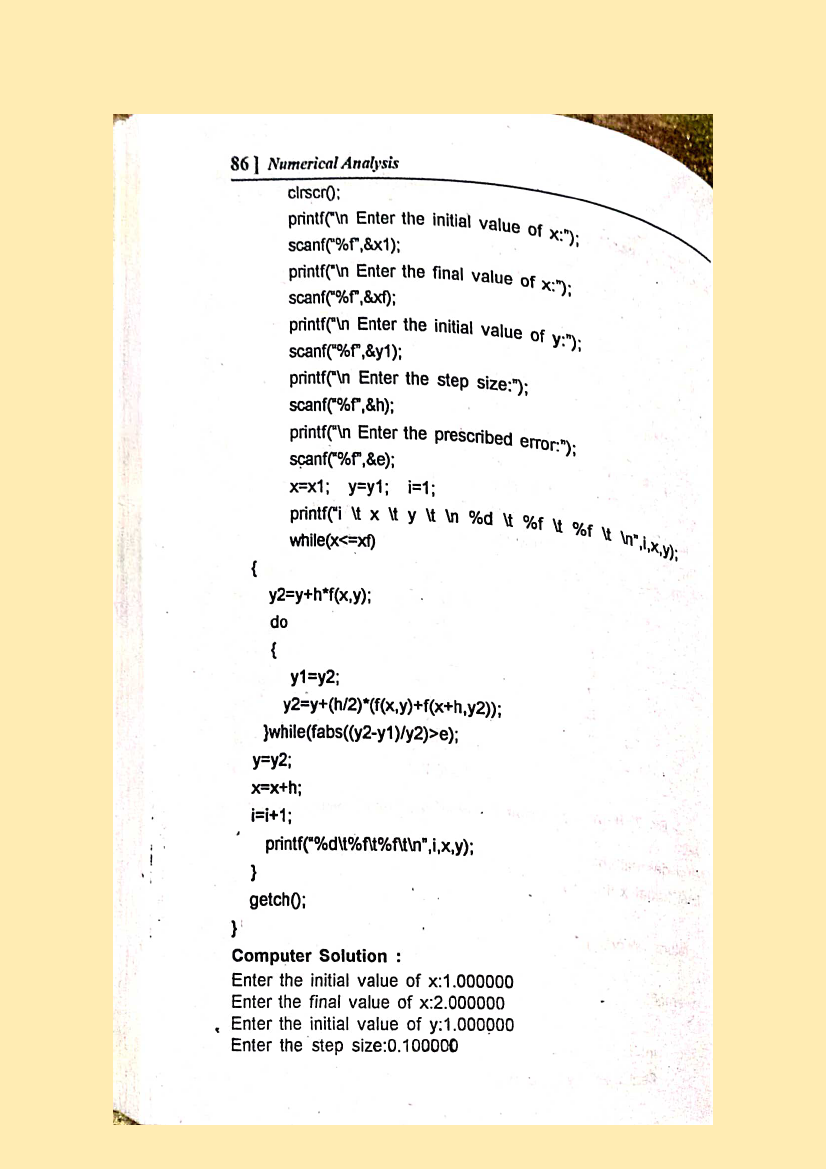 86 ] Numerical Analysis
clrscr();
printf("\n Enter the initial value of x:");
scanf("%f",&x1);
printf("\n Enter the final value of x:");
scanf("%f",&xf);
printf("\n Enter the initial value of y:");
scanf("%f",&y1);
printf("\n Enter the step size:");
scanf("%f",&h);
printf("\n Enter the prescribed error:");
scanf("%f",&e);
x=x1; y=y1; i=1;
printf("i \t x \t y \t \n %d \t %f \t %f \t \n",i,x,y);
while(x<=xf)
{
y2=y+h*f(x,y);
do
{
y1=y2;
y2=y+(h/2)*(f(x,y)+f(x+h,y2));
}while(fabs((y2-y1)/y2)>e);
y=y2;
x=x+h;
i=i+1;
printf("%d\t%f\t%f\t\n",i,x,y);
}
getch();
}
Computer Solution :
Enter the initial value of x:1.000000
Enter the final value of x:2.000000
Enter the initial value of y:1.000000
Enter the step size:0.100000